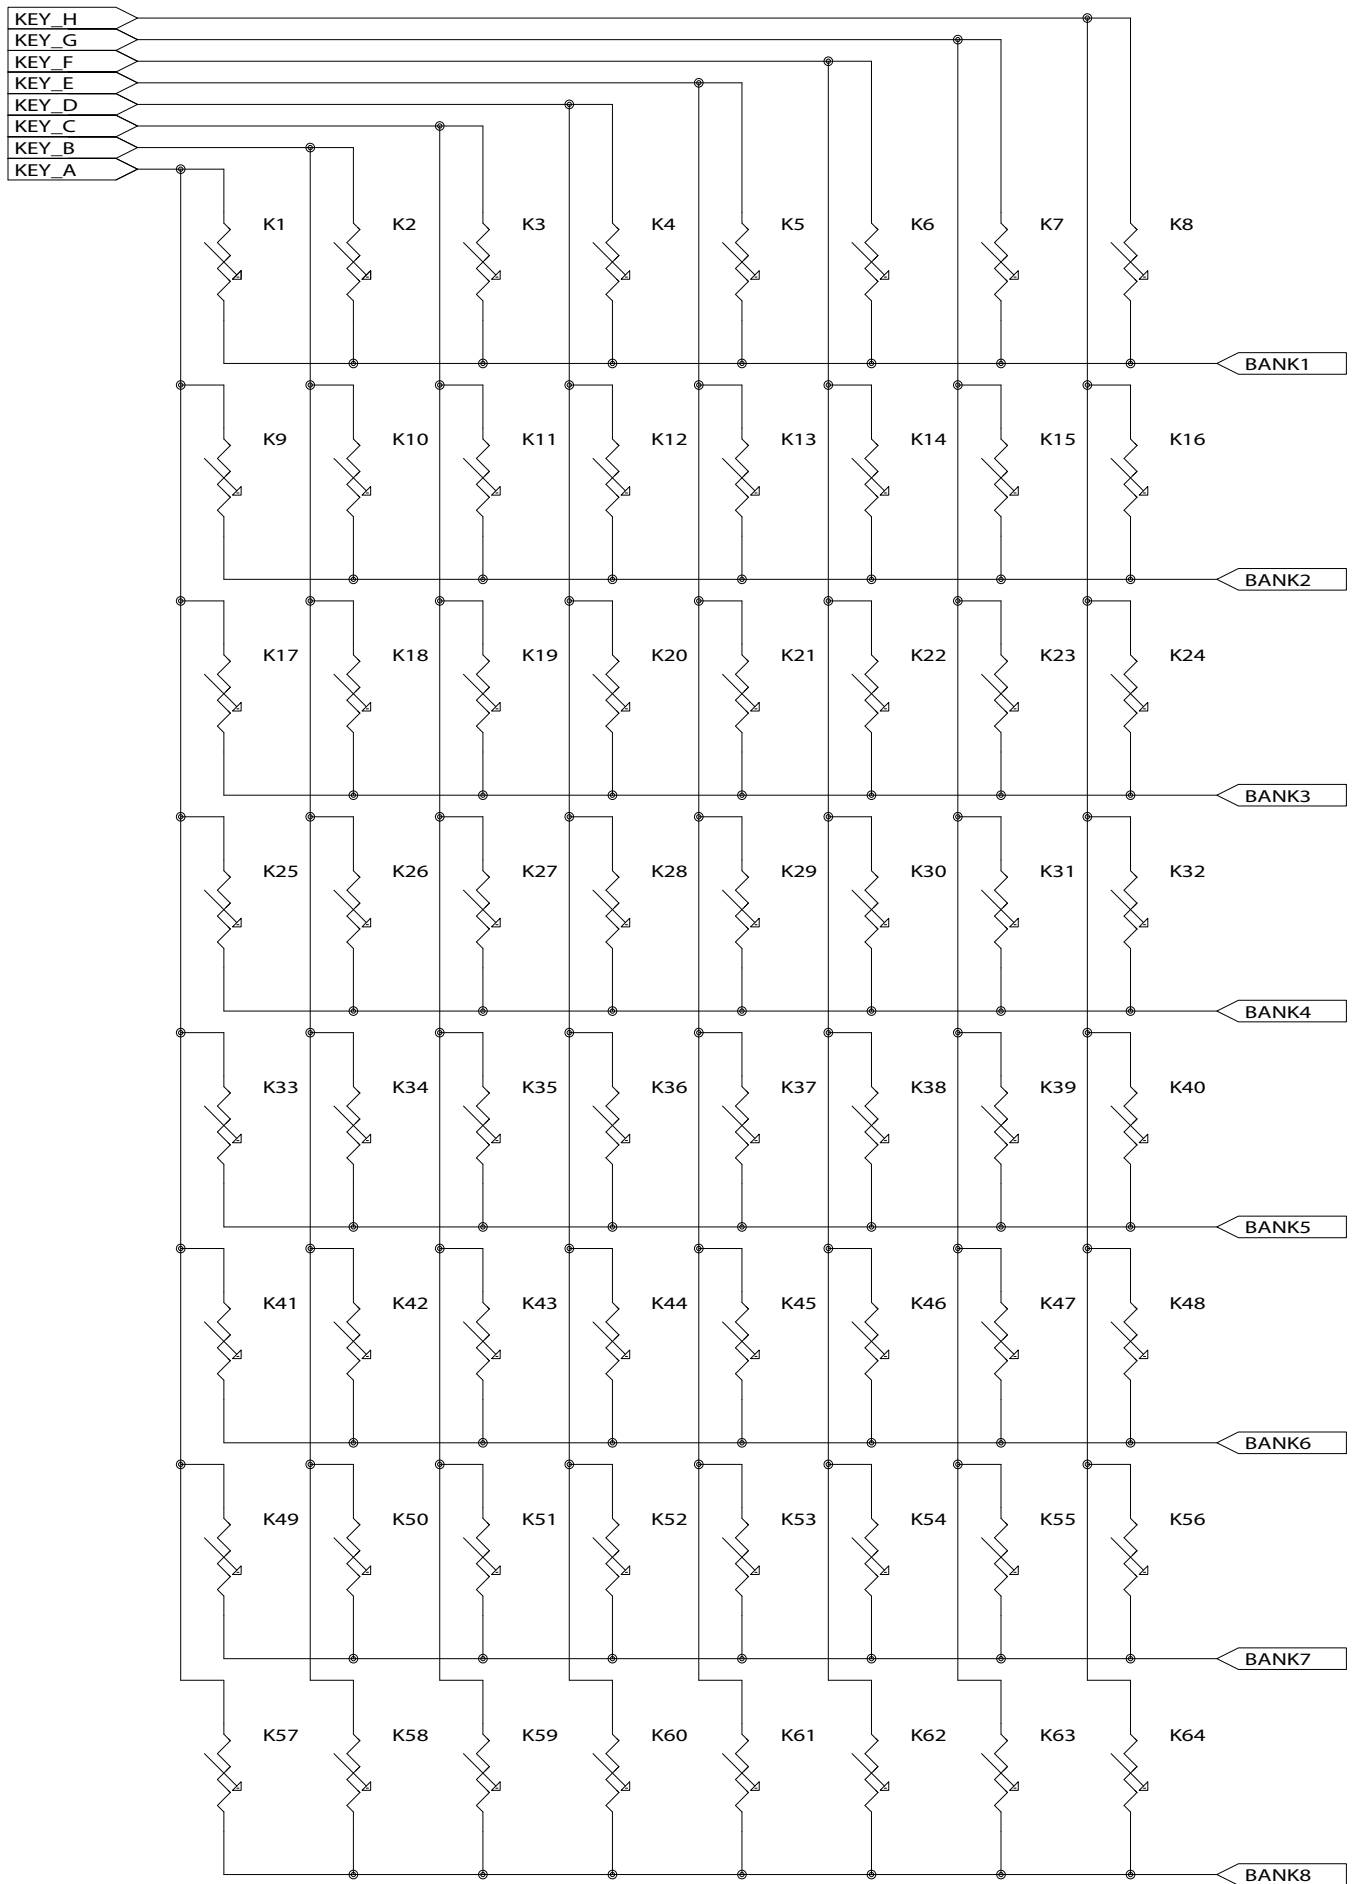 KEY_H
KEY_G
KEY_F
KEY_E
KEY_D
KEY_C
KEY_B
KEY_A
K1 K2 K3 K4 K5 K6 K7 K8
BANK1
K9 K10 K11 K12 K13 K14 K15 K16
BANK2
K17 K18 K19 K20 K21 K22 K23 K24
BANK3
K25 K26 K27 K28 K29 K30 K31 K32
BANK4
K33 K34 K35 K36 K37 K38 K39 K40
BANK5
K41 K42 K43 K44 K45 K46 K47 K48
BANK6
K49 K50 K51 K52 K53 K54 K55 K56
BANK7
K57 K58 K59 K60 K61 K62 K63 K64
BANK8